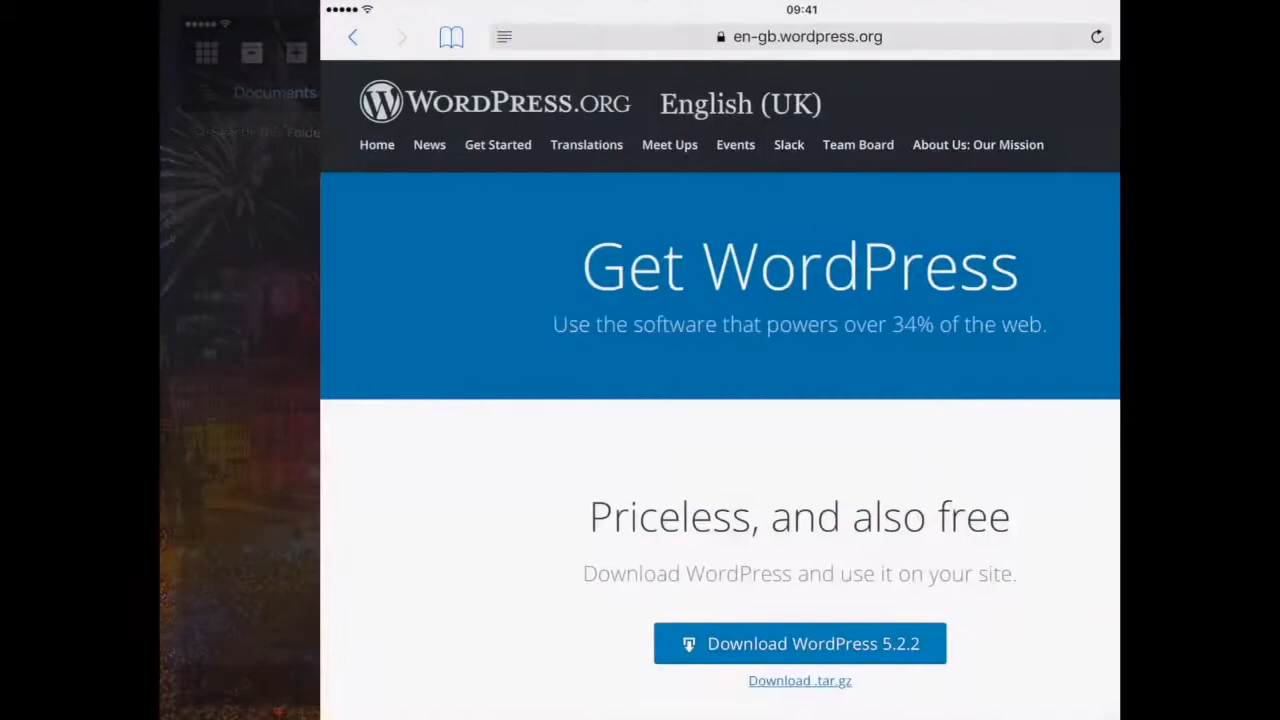 09:41
en-gb.wordpress.org
Documents
Search This Folde
WORDPRESS.ORG English (UK)
Home News Get Started Translations Meet Ups Events Slack Team Board About Us: Our Mission
Get WordPress
Use the software that powers over 34% of the web.
Priceless, and also free
Download WordPress and use it on your site.
Download WordPress 5.2.2
Download .tar.gz